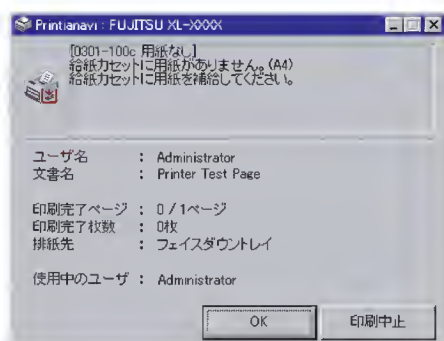 Printianavi : FUJITSU XL-XXXX
[0301-100c 用紙なし]
給紙カセットに用紙がありません。(A4)
給紙カセットに用紙を補給してください。
ユーザ名 : Administrator
文書名 : Printer Test Page
印刷完了ページ : 0 / 1ページ
印刷完了枚数 : 0枚
排紙先 : フェイスダウントレイ
使用中のユーザ : Administrator
OK 印刷中止